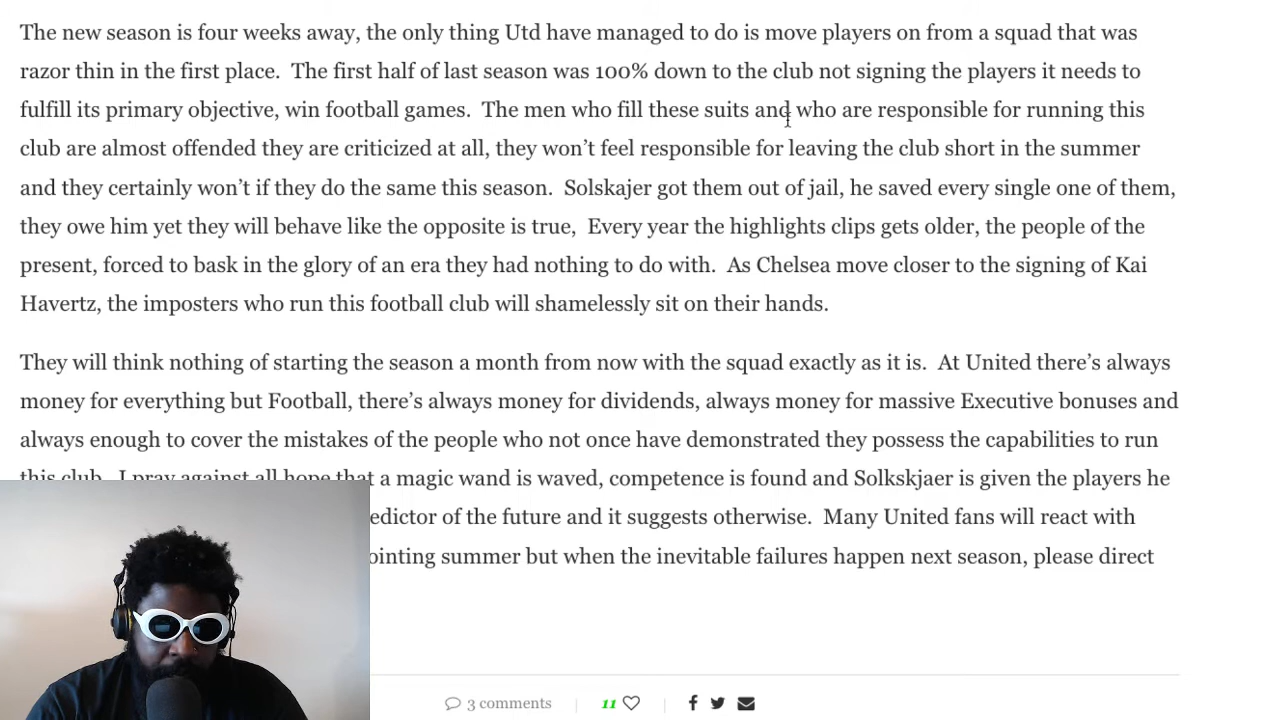 The new season is four weeks away, the only thing Utd have managed to do is move players on from a squad that was
razor thin in the first place.  The first half of last season was 100% down to the club not signing the players it needs to
fulfill its primary objective, win football games.  The men who fill these suits and who are responsible for running this
club are almost offended they are criticized at all, they won't feel responsible for leaving the club short in the summer
and they certainly won't if they do the same this season.  Solskajer got them out of jail, he saved every single one of them,
they owe him yet they will behave like the opposite is true,  Every year the highlights clips gets older, the people of the
present, forced to bask in the glory of an era they had nothing to do with.  As Chelsea move closer to the signing of Kai
Havertz, the imposters who run this football club will shamelessly sit on their hands.
They will think nothing of starting the season a month from now with the squad exactly as it is.  At United there's always
money for everything but Football, there's always money for dividends, always money for massive Executive bonuses and
always enough to cover the mistakes of the people who not once have demonstrated they possess the capabilities to run
this club.  I pray against all hope that a magic wand is waved, competence is found and Solkskjaer is given the players he
edictor of the future and it suggests otherwise.  Many United fans will react with
ointing summer but when the inevitable failures happen next season, please direct
3 comments 11